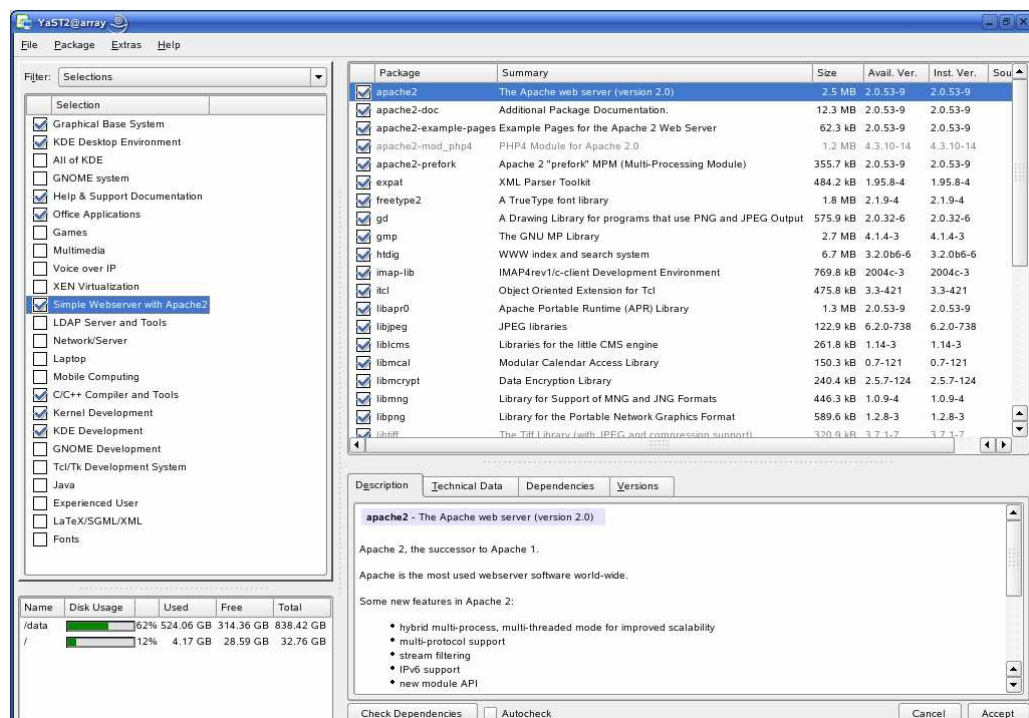 YaST2@array
File Package Extras Help
Filter: Selections
Selection
Graphical Base System
KDE Desktop Environment
All of KDE
GNOME system
Help & Support Documentation
Office Applications
Games
Multimedia
Voice over IP
XEN Virtualization
Simple Webserver with Apache2
LDAP Server and Tools
Network/Server
Laptop
Mobile Computing
C/C++ Compiler and Tools
Kernel Development
KDE Development
GNOME Development
Tcl/Tk Development System
Java
Experienced User
LaTeX/SGML/XML
Fonts
Name Disk Usage Used Free Total
/data 62% 524.06 GB 314.36 GB 838.42 GB
/ 12% 4.17 GB 28.59 GB 32.76 GB
Package Summary Size Avail. Ver. Inst. Ver. Sou
apache2 The Apache web server (version 2.0) 2.5 MB 2.0.53-9 2.0.53-9
apache2-doc Additional Package Documentation. 12.3 MB 2.0.53-9 2.0.53-9
apache2-example-pages Example Pages for the Apache 2 Web Server 62.3 kB 2.0.53-9 2.0.53-9
apache2-mod_php4 PHP4 Module for Apache 2.0 1.2 MB 4.3.10-14 4.3.10-14
apache2-prefork Apache 2 "prefork" MPM (Multi-Processing Module) 355.7 kB 2.0.53-9 2.0.53-9
expat XML Parser Toolkit 484.2 kB 1.95.8-4 1.95.8-4
freetype2 A TrueType font library 1.8 MB 2.1.9-4 2.1.9-4
gd A Drawing Library for programs that use PNG and JPEG Output 575.9 kB 2.0.32-6 2.0.32-6
gmp The GNU MP Library 2.7 MB 4.1.4-3 4.1.4-3
htdig WWW index and search system 6.7 MB 3.2.0b6-6 3.2.0b6-6
imap-lib IMAP4rev1/c-client Development Environment 769.8 kB 2004c-3 2004c-3
itcl Object Oriented Extension for Tcl 475.8 kB 3.3-421 3.3-421
libapr0 Apache Portable Runtime (APR) Library 1.3 MB 2.0.53-9 2.0.53-9
libjpeg JPEG libraries 122.9 kB 6.2.0-738 6.2.0-738
liblcms Libraries for the little CMS engine 261.8 kB 1.14-3 1.14-3
libmcal Modular Calendar Access Library 150.3 kB 0.7-121 0.7-121
libmcrypt Data Encryption Library 240.4 kB 2.5.7-124 2.5.7-124
libmng Library for Support of MNG and JNG Formats 446.3 kB 1.0.9-4 1.0.9-4
libpng Library for the Portable Network Graphics Format 589.6 kB 1.2.8-3 1.2.8-3
libtiff The Tiff Library (with JPEG and compression support) 320.9 kB 3.7.1-7 3.7.1-7
Description Technical Data Dependencies Versions
apache2 - The Apache web server (version 2.0)
Apache 2, the successor to Apache 1.
Apache is the most used webserver software world-wide.
Some new features in Apache 2:
• hybrid multi-process, multi-threaded mode for improved scalability
• multi-protocol support
• stream filtering
• IPv6 support
• new module API
Check Dependencies Autocheck Cancel Accept